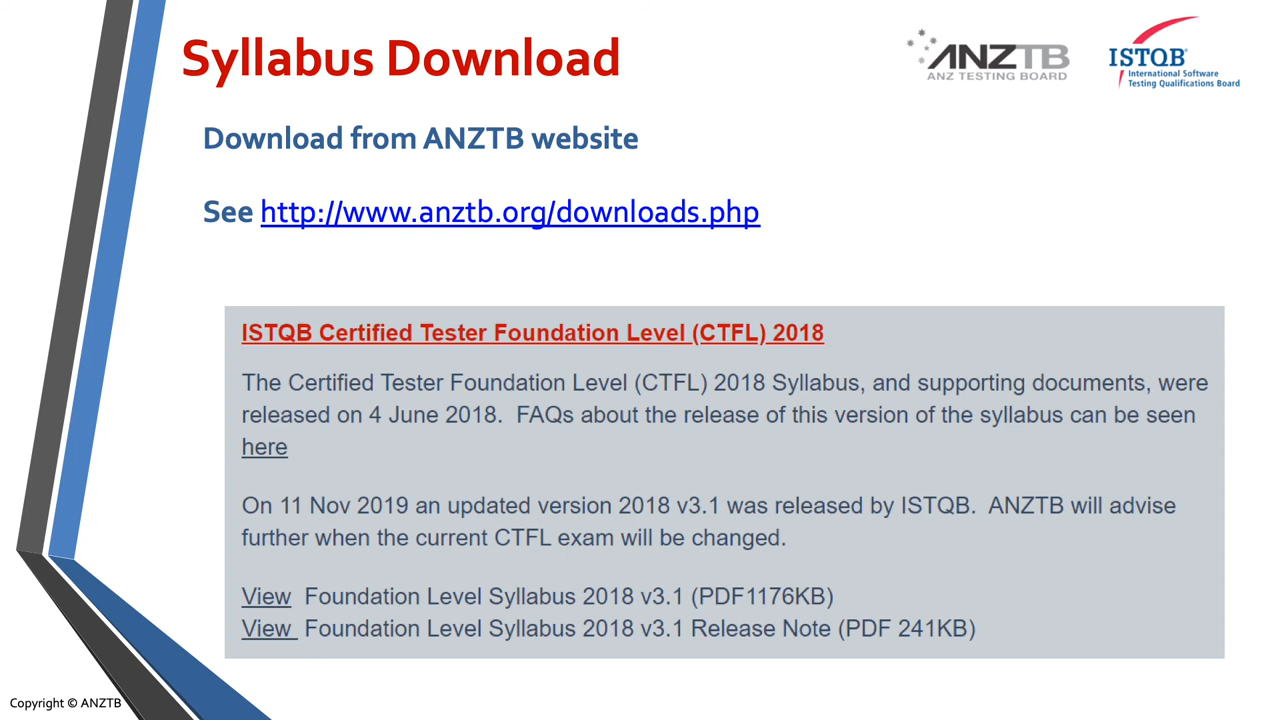 Syllabus Download
ANZTB
ANZ TESTING BOARD
ISTQB®
International Software
Testing Qualifications Board
Download from ANZTB website
See http://www.anztb.org/downloads.php
ISTQB Certified Tester Foundation Level (CTFL) 2018
The Certified Tester Foundation Level (CTFL) 2018 Syllabus, and supporting documents, were
released on 4 June 2018.  FAQs about the release of this version of the syllabus can be seen
here
On 11 Nov 2019 an updated version 2018 v3.1 was released by ISTQB.  ANZTB will advise
further when the current CTFL exam will be changed.
View  Foundation Level Syllabus 2018 v3.1 (PDF1176KB)
View  Foundation Level Syllabus 2018 v3.1 Release Note (PDF 241KB)
Copyright © ANZTB